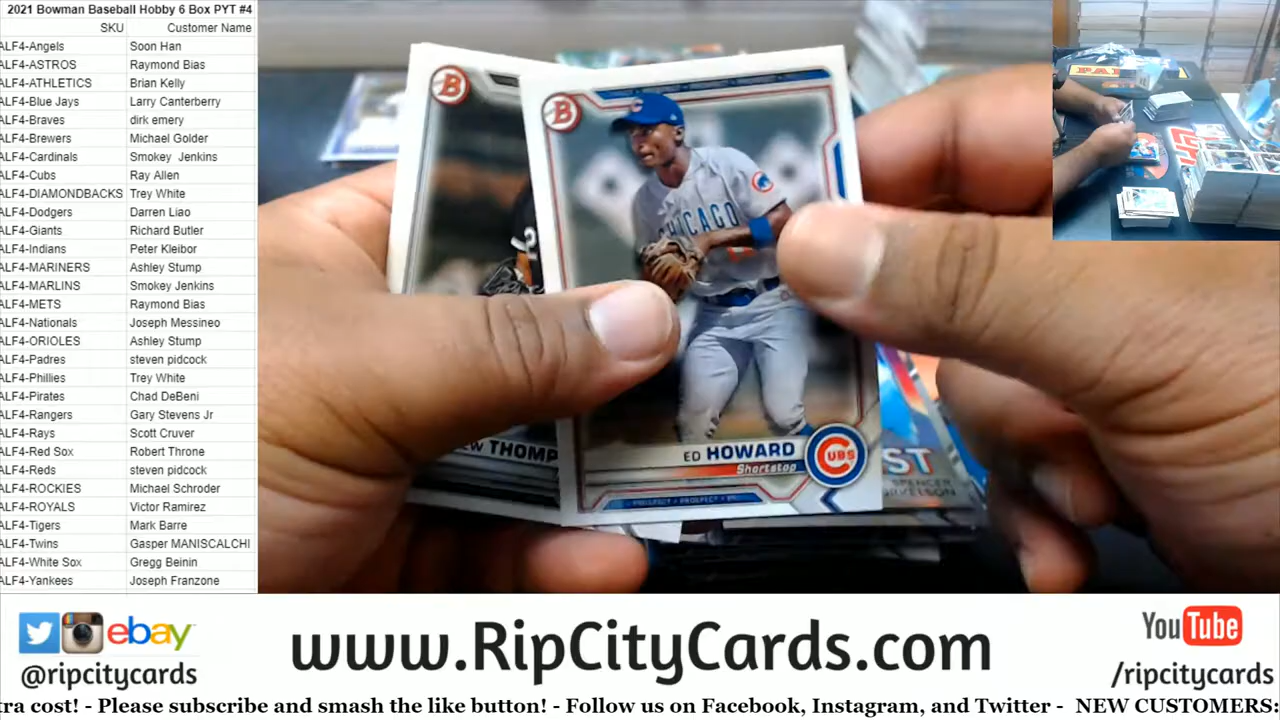 2021 Bowman Baseball Hobby 6 Box PYT #4
SKU Customer Name
ALF4-Angels Soon Han
ALF4-ASTROS Raymond Bias
ALF4-ATHLETICS Brian Kelly
ALF4-Blue Jays Larry Canterberry
ALF4-Braves dirk emery
ALF4-Brewers Michael Golder
ALF4-Cardinals Smokey Jenkins
ALF4-Cubs Ray Allen
ALF4-DIAMONDBACKS Trey White
ALF4-Dodgers Darren Liao
ALF4-Giants Richard Butler
ALF4-Indians Peter Kleibor
ALF4-MARINERS Ashley Stump
ALF4-MARLINS Smokey Jenkins
ALF4-METS Raymond Bias
ALF4-Nationals Joseph Messineo
ALF4-ORIOLES Ashley Stump
ALF4-Padres steven pidcock
ALF4-Phillies Trey White
ALF4-Pirates Chad DeBeni
ALF4-Rangers Gary Stevens Jr
ALF4-Rays Scott Cruver
ALF4-Red Sox Robert Throne
ALF4-Reds steven pidcock
ALF4-ROCKIES Michael Schroder
ALF4-ROYALS Victor Ramirez
ALF4-Tigers Mark Barre
ALF4-Twins Gasper MANISCALCHI
ALF4-White Sox Gregg Beinin
ALF4-Yankees Joseph Franzone
B
B
C
CHICAGO
2
THOMP
ED HOWARD
Shortstop
CUBS
PROSPECT • PROSPECT
ST
SPENCER
ebay
@ripcitycards
www.RipCityCards.com
YouTube
/ripcitycards
tra cost! - Please subscribe and smash the like button! - Follow us on Facebook, Instagram, and Twitter - NEW CUSTOMERS: